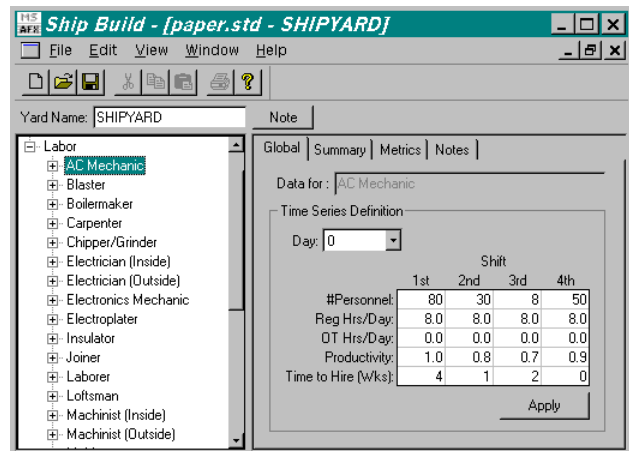 MS
AFX
Ship Build - [paper.std - SHIPYARD]
File Edit View Window Help
Yard Name: SHIPYARD Note
Labor
AC Mechanic
Blaster
Boilermaker
Carpenter
Chipper/Grinder
Electrician (Inside)
Electrician (Outside)
Electronics Mechanic
Electroplater
Insulator
Joiner
Laborer
Loftsman
Machinist (Inside)
Machinist (Outside)
Global Summary Metrics Notes
Data for : AC Mechanic
Time Series Definition
Day: 0
Shift
1st 2nd 3rd 4th
#Personnel: 80 30 8 50
Reg Hrs/Day: 8.0 8.0 8.0 8.0
OT Hrs/Day: 0.0 0.0 0.0 0.0
Productivity: 1.0 0.8 0.7 0.9
Time to Hire (Wks): 4 1 2 0
Apply